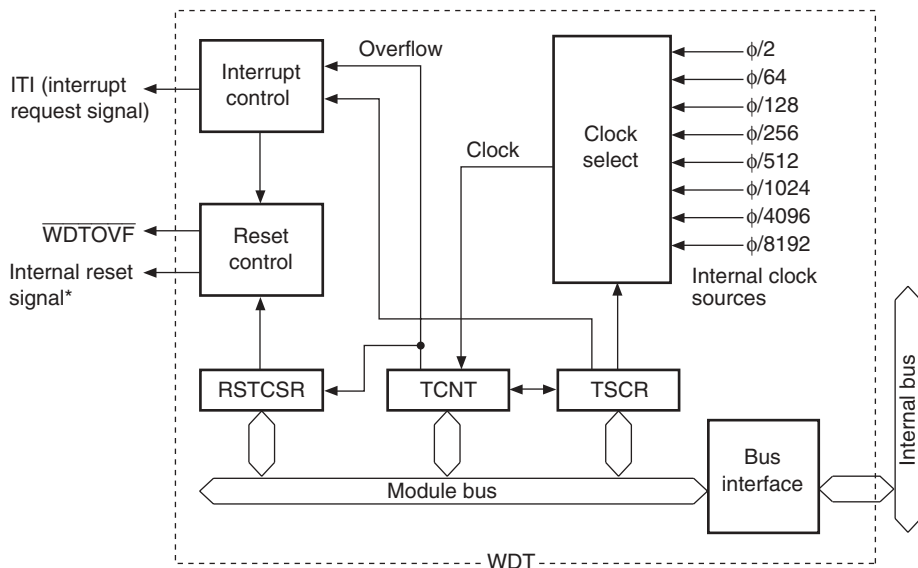 Overflow
Interrupt
control
ITI (interrupt
request signal)
Clock
Clock
select
ϕ/2
ϕ/64
ϕ/128
ϕ/256
ϕ/512
ϕ/1024
ϕ/4096
ϕ/8192
Internal clock
sources
WDTOVF
Internal reset
signal*
Reset
control
RSTCSR
TCNT
TSCR
Module bus
Bus
interface
Internal bus
WDT